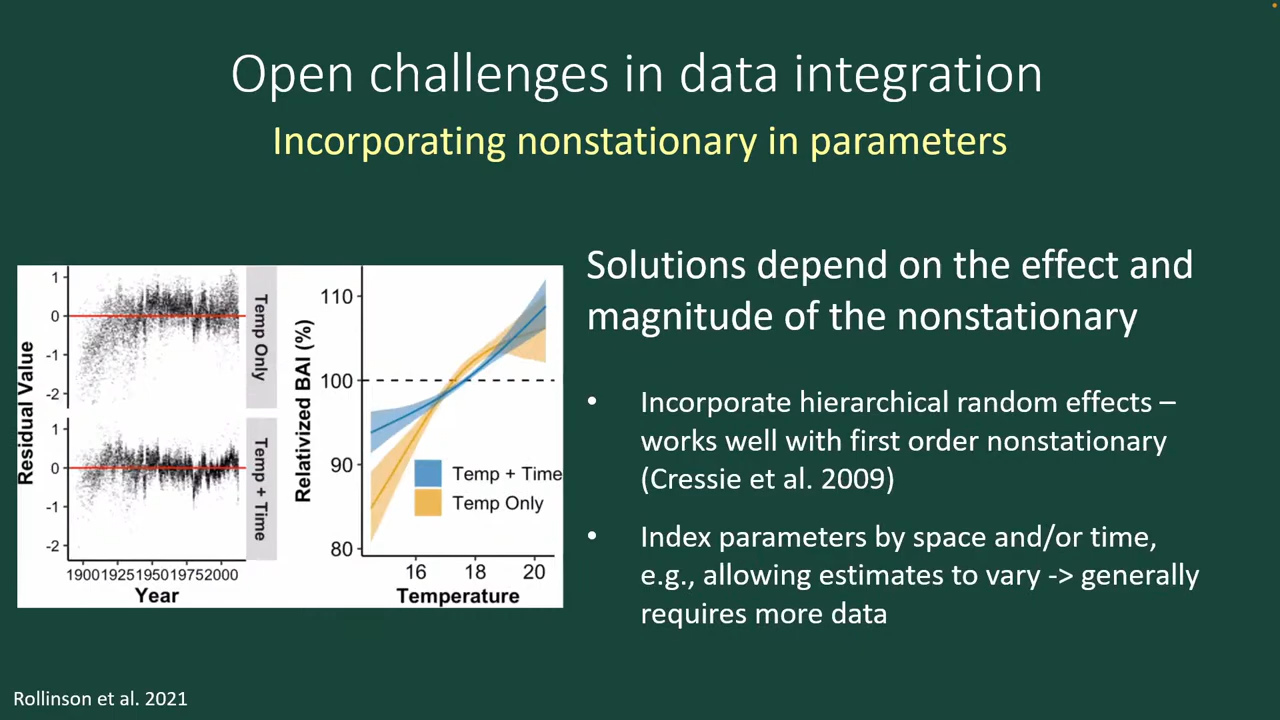 Open challenges in data integration
Incorporating nonstationary in parameters
Residual Value
1
0
-1
-2
Temp Only
1
0
-1
-2
Temp + Time
1900 1925 1950 1975 2000
Year
Relativized BAI (%)
110
100
90
80
Temp + Time
Temp Only
16 18 20
Temperature
Solutions depend on the effect and
magnitude of the nonstationary
• Incorporate hierarchical random effects –
works well with first order nonstationary
(Cressie et al. 2009)
• Index parameters by space and/or time,
e.g., allowing estimates to vary -> generally
requires more data
Rollinson et al. 2021